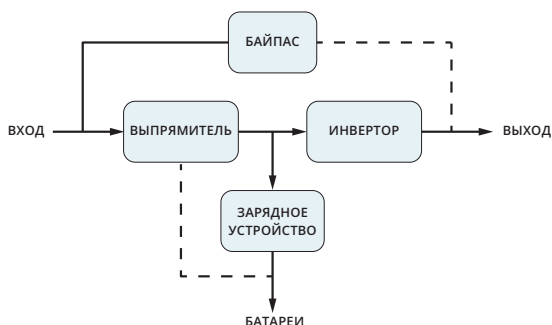 БАЙПАС
ВХОД
ВЫПРЯМИТЕЛЬ
ИНВЕРТОР
ВЫХОД
ЗАРЯДНОЕ
УСТРОЙСТВО
БАТАРЕИ